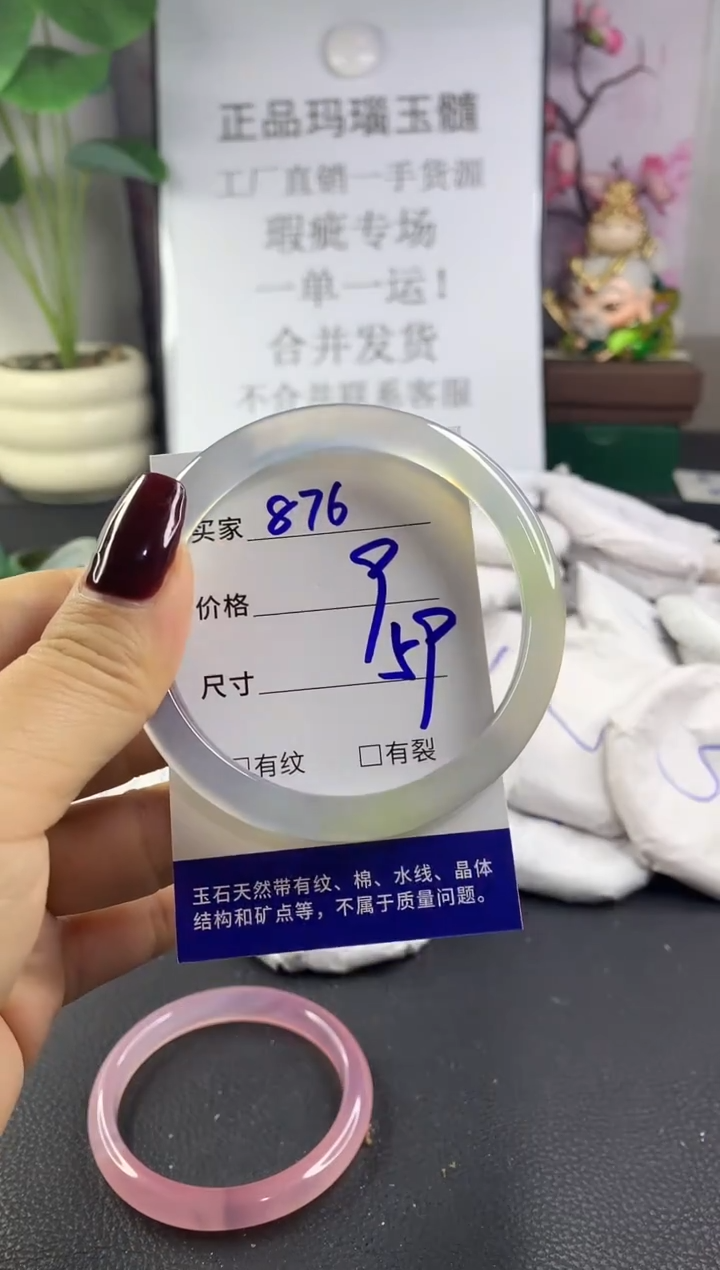 正品玛瑙玉髓
工厂直销一手货源
瑕疵专场
一单一运！
合并发货
不合并联系客服
买家 876
价格 9
尺寸 59
□有纹 □有裂
玉石天然带有纹、棉、水线、晶体
结构和矿点等，不属于质量问题。